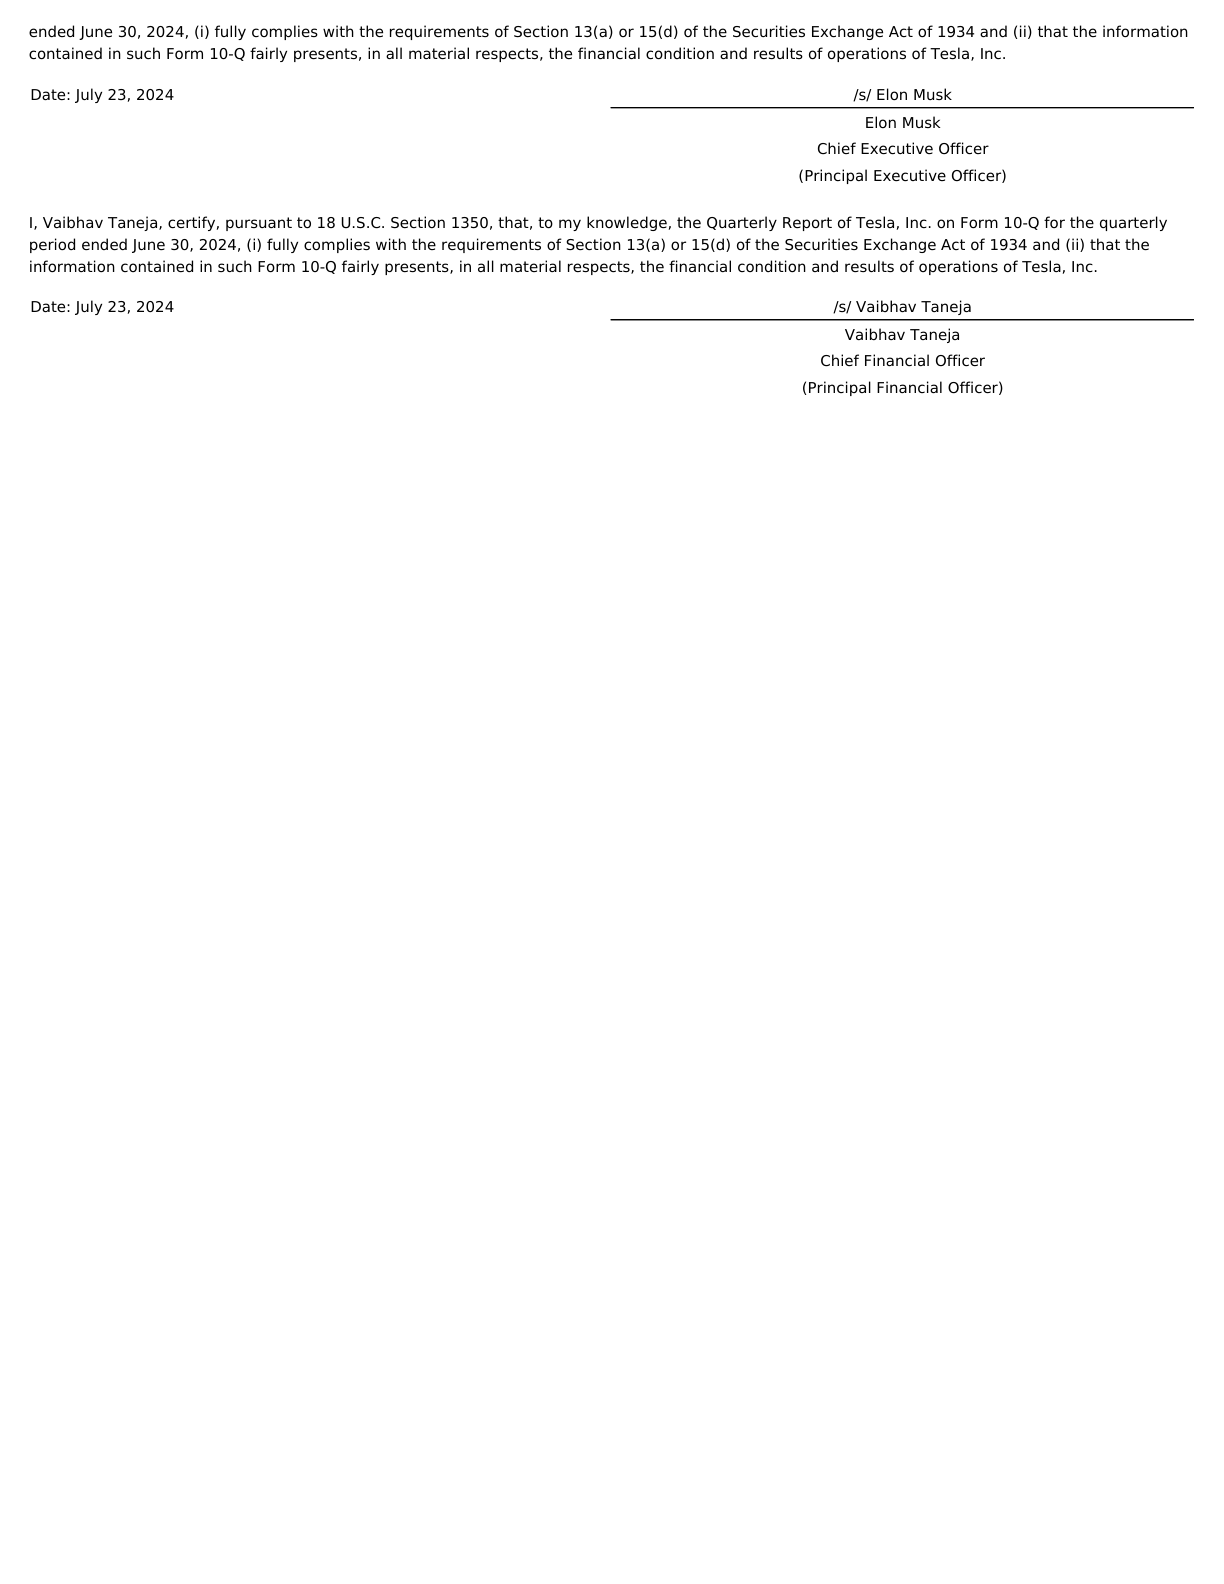 ended June 30, 2024, (i) fully complies with the requirements of Section 13(a) or 15(d) of the Securities Exchange Act of 1934 and (ii) that the information
contained in such Form 10-Q fairly presents, in all material respects, the financial condition and results of operations of Tesla, Inc.
Date: July 23, 2024 /s/ Elon Musk
Elon Musk
Chief Executive Officer
(Principal Executive Officer)
I, Vaibhav Taneja, certify, pursuant to 18 U.S.C. Section 1350, that, to my knowledge, the Quarterly Report of Tesla, Inc. on Form 10-Q for the quarterly
period ended June 30, 2024, (i) fully complies with the requirements of Section 13(a) or 15(d) of the Securities Exchange Act of 1934 and (ii) that the
information contained in such Form 10-Q fairly presents, in all material respects, the financial condition and results of operations of Tesla, Inc.
Date: July 23, 2024 /s/ Vaibhav Taneja
Vaibhav Taneja
Chief Financial Officer
(Principal Financial Officer)